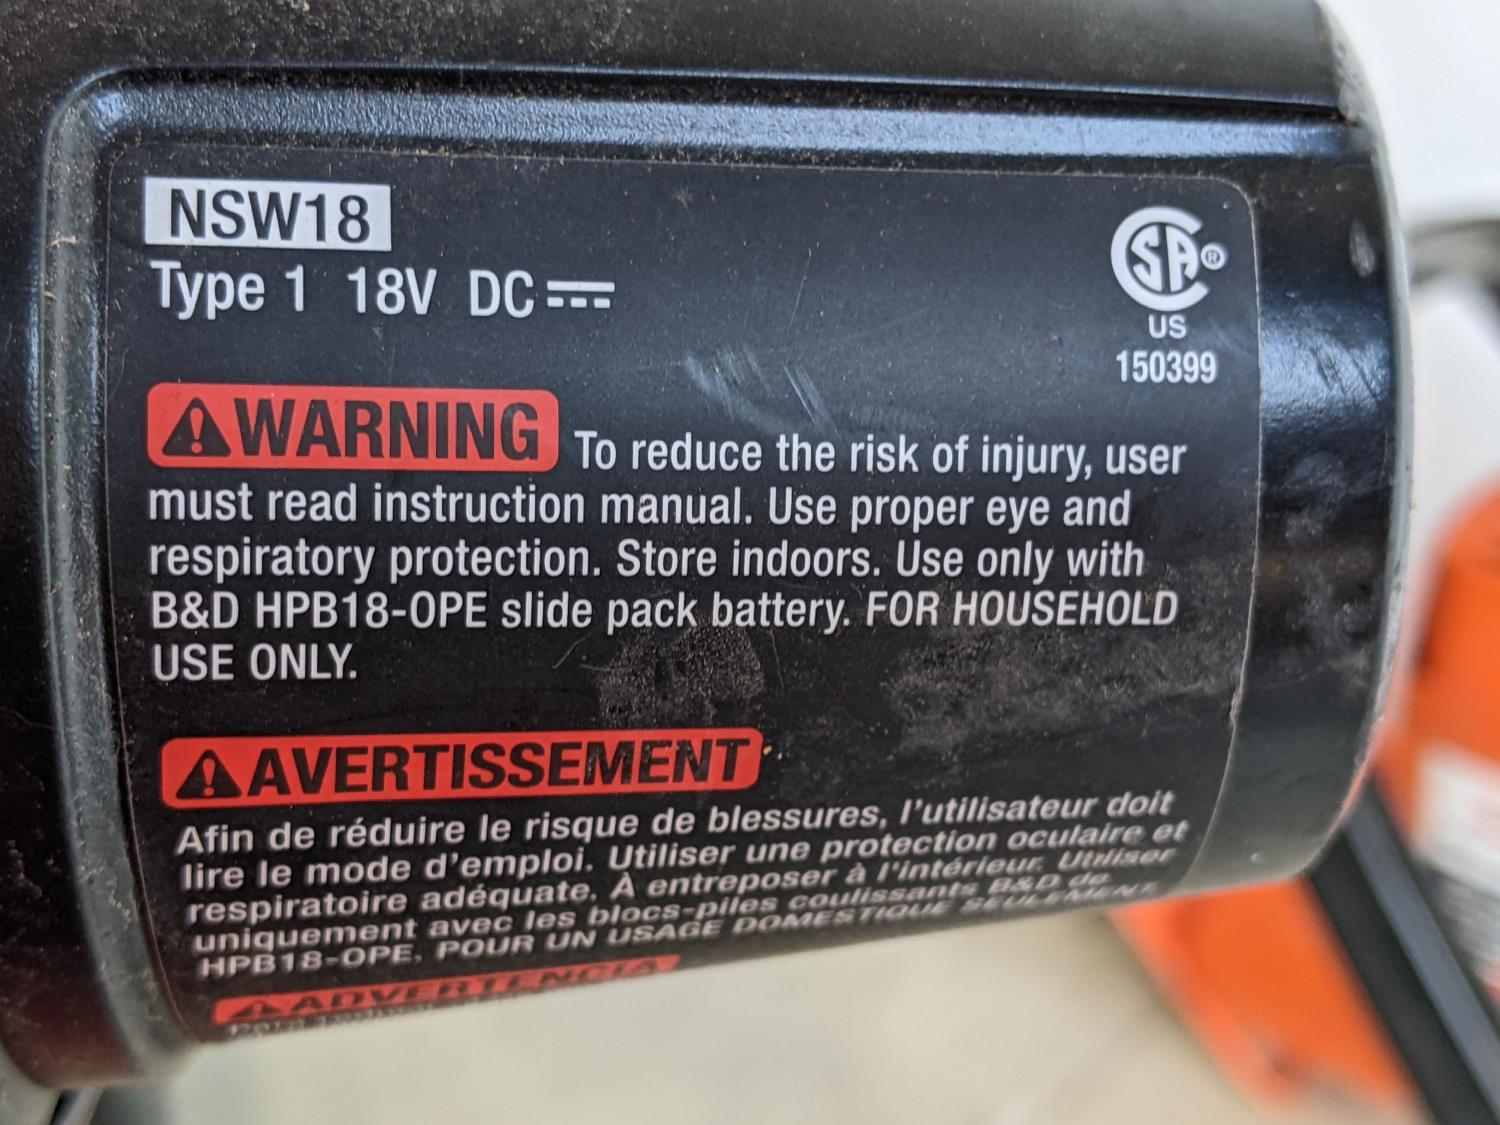 NSW18
Type 1 18V DC
SA®
US
150399
WARNING To reduce the risk of injury, user
must read instruction manual. Use proper eye and
respiratory protection. Store indoors. Use only with
B&D HPB18-OPE slide pack battery. FOR HOUSEHOLD
USE ONLY.
AVERTISSEMENT
Afin de réduire le risque de blessures, l'utilisateur doit
lire le mode d'emploi. Utiliser une protection oculaire et
respiratoire adéquate. À entreposer à l'intérieur. Utiliser
uniquement avec les blocs-piles coulissants B&D de
HPB18-OPE. POUR UN USAGE DOMESTIQUE SEULEMENT.
ADVERTENCIA